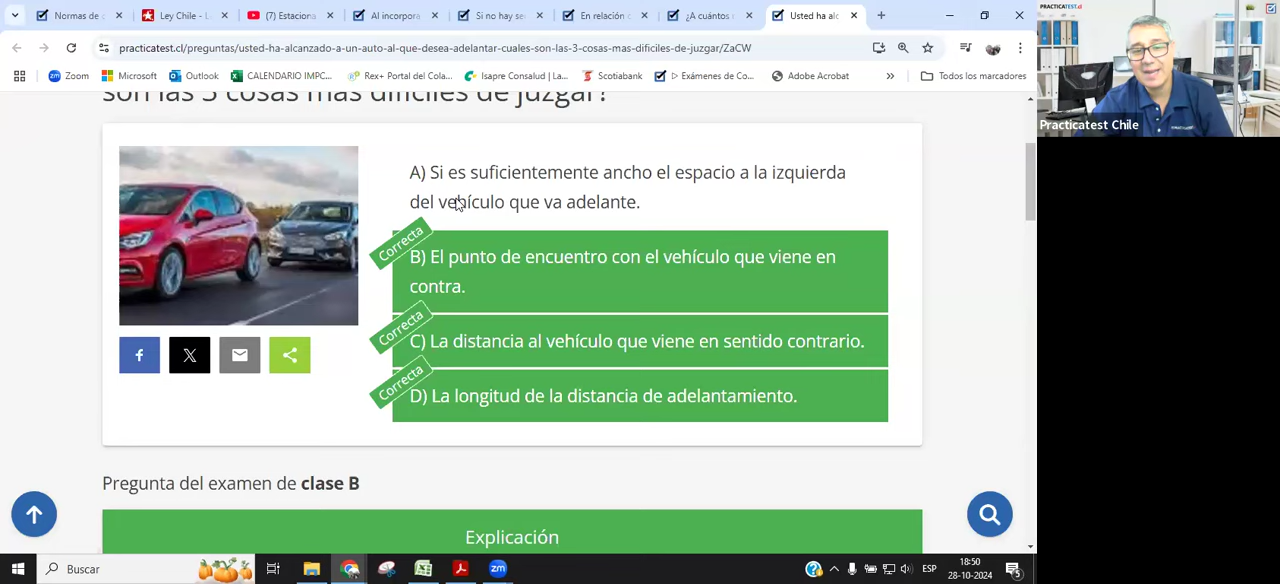 Normas de c
Ley Chile - L
(7) Estaciona
Al incorpora
Si no hay se
En relación c
¿A cuántos m
Usted ha alc
practicatest.cl/preguntas/usted-ha-alcanzado-a-un-auto-al-que-desea-adelantar-cuales-son-las-3-cosas-mas-dificiles-de-juzgar/ZaCW
Zoom
Microsoft
Outlook
CALENDARIO IMPC...
Rex+ Portal del Cola...
Isapre Consalud | La...
Scotiabank
▷ Exámenes de Co...
Adobe Acrobat
»
Todos los marcadores
son las 3 cosas más difíciles de juzgar?
A) Si es suficientemente ancho el espacio a la izquierda
del vehículo que va adelante.
Correcta
B) El punto de encuentro con el vehículo que viene en
contra.
Correcta
C) La distancia al vehículo que viene en sentido contrario.
Correcta
D) La longitud de la distancia de adelantamiento.
Pregunta del examen de clase B
Explicación
Buscar
ESP
18:50
28-10-2024
5
PRACTICATEST.cl
Practicatest Chile